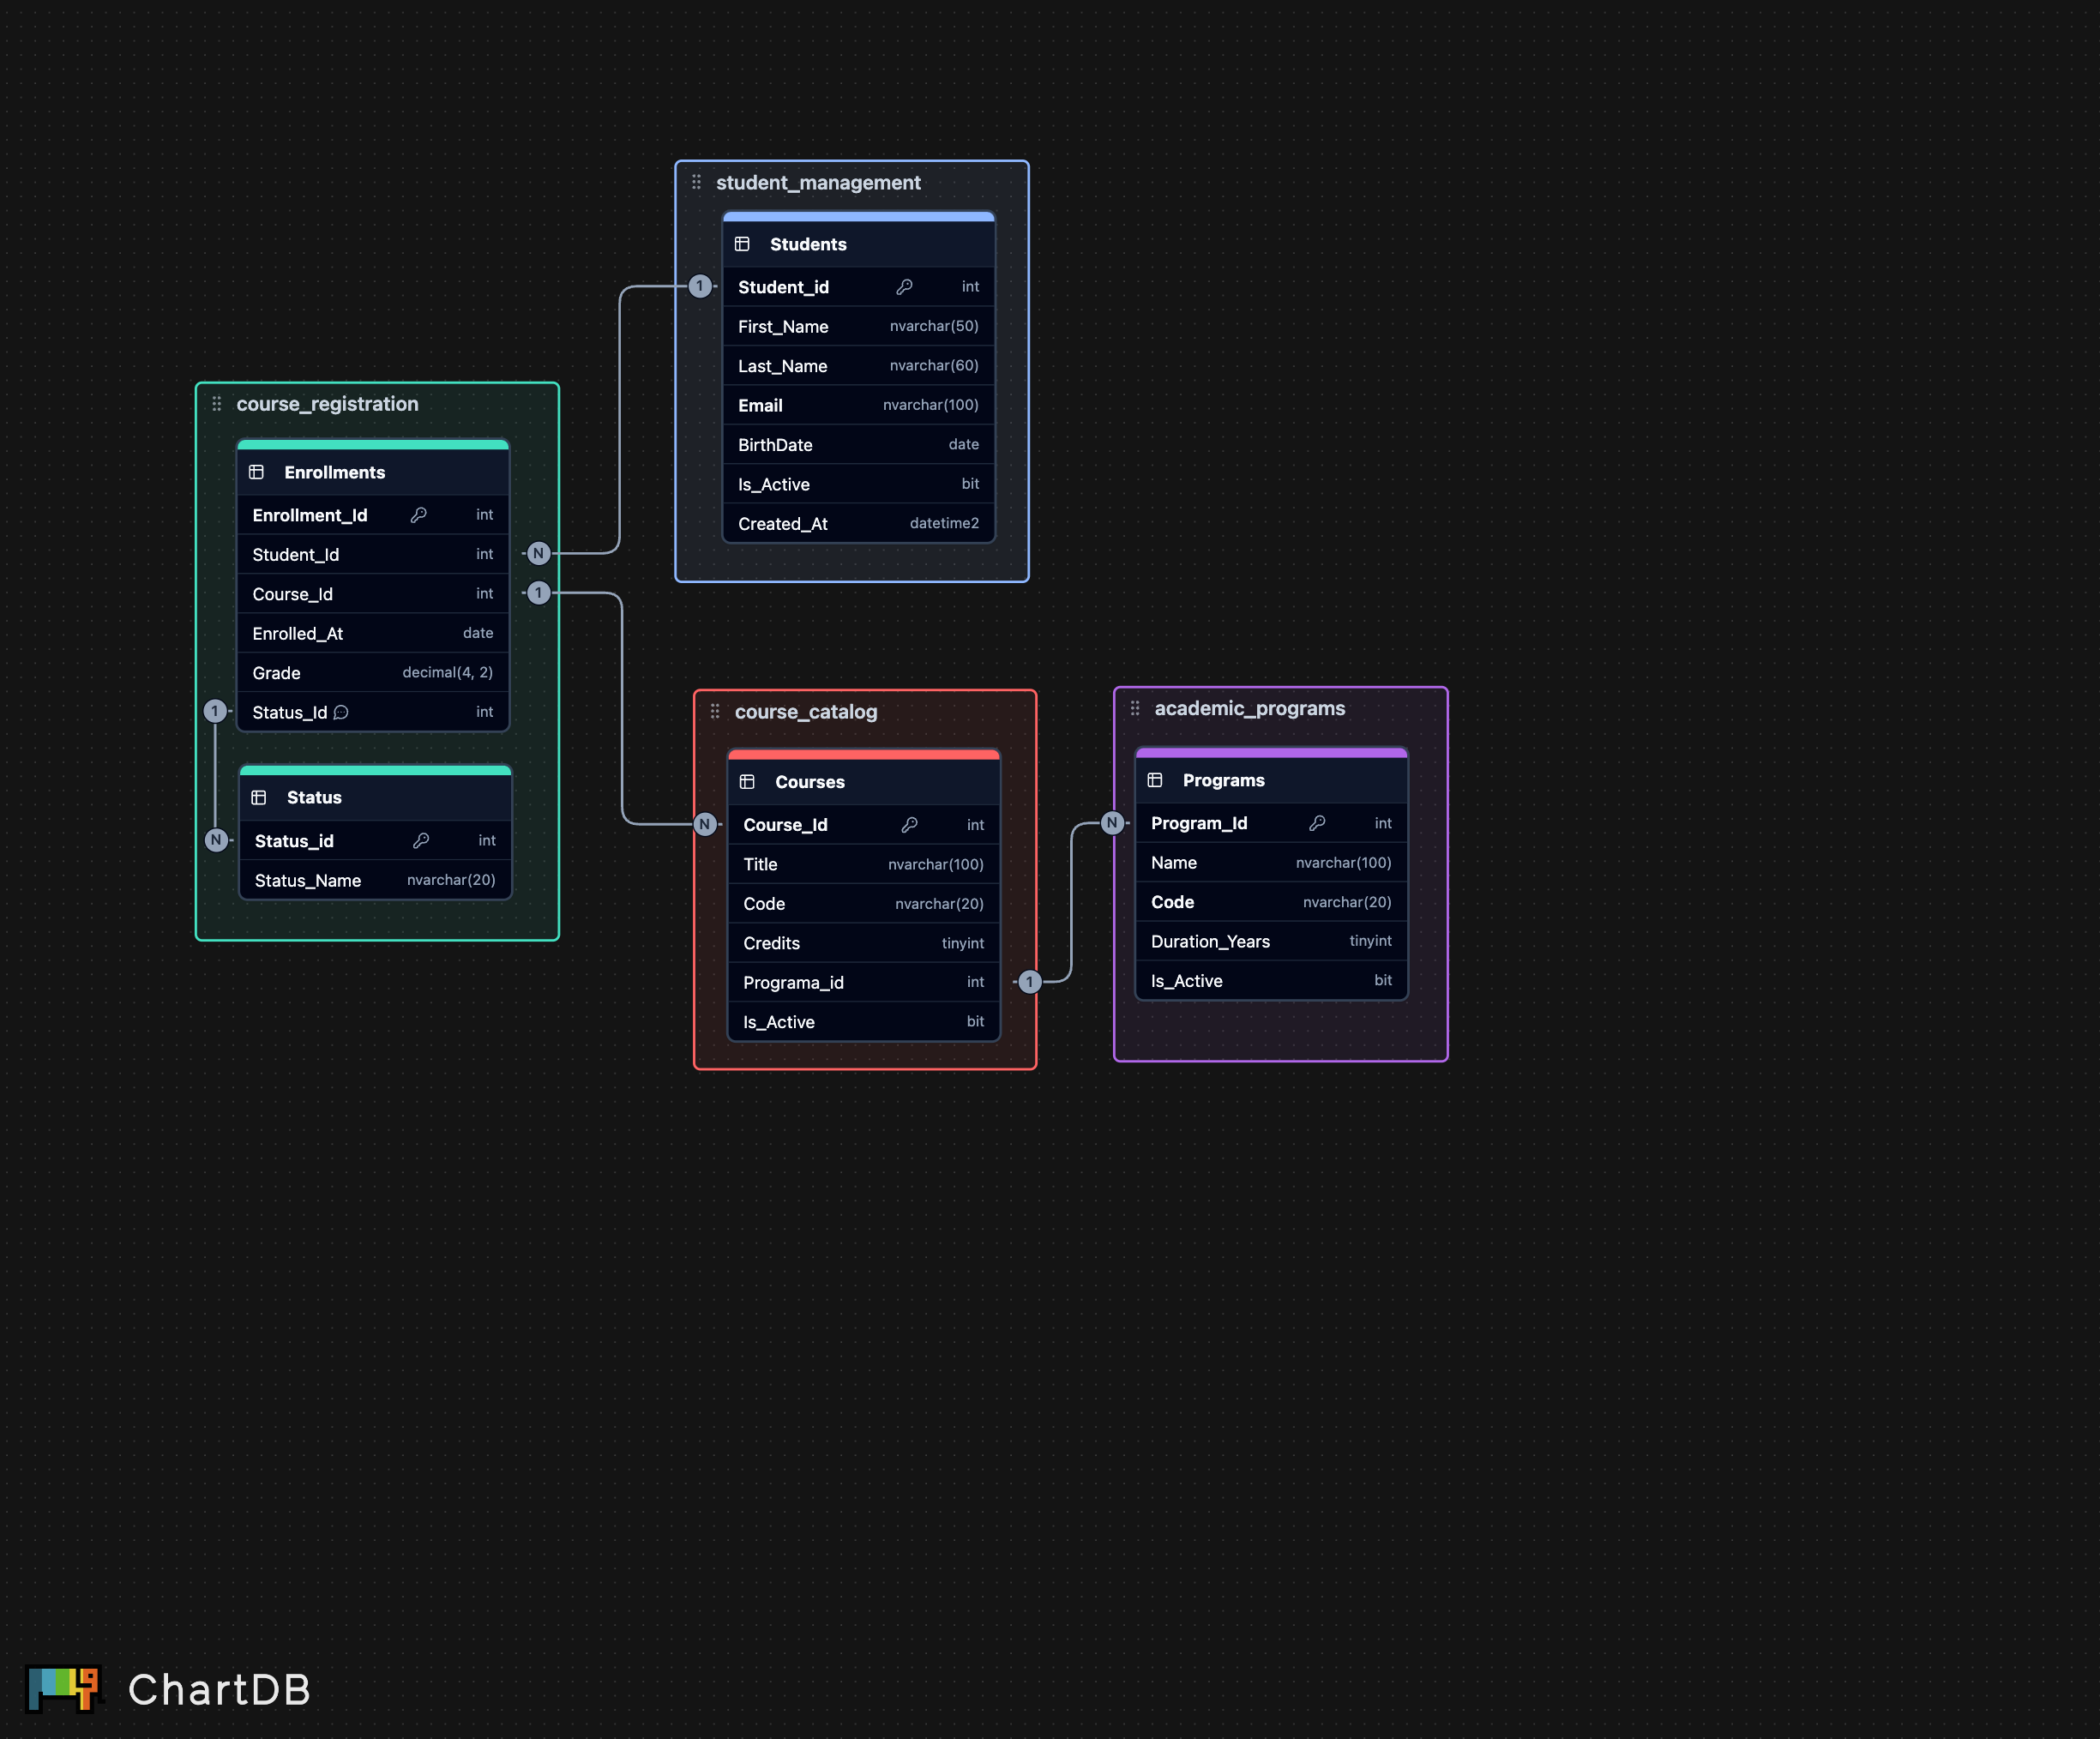 student_management
Students
Student_id int
First_Name nvarchar(50)
Last_Name nvarchar(60)
Email nvarchar(100)
BirthDate date
Is_Active bit
Created_At datetime2
1
course_registration
Enrollments
Enrollment_Id int
Student_Id int
Course_Id int
Enrolled_At date
Grade decimal(4, 2)
Status_Id int
N
1
1
Status
Status_id int
Status_Name nvarchar(20)
N
course_catalog
Courses
Course_Id int
Title nvarchar(100)
Code nvarchar(20)
Credits tinyint
Programa_id int
Is_Active bit
N
1
academic_programs
Programs
Program_Id int
Name nvarchar(100)
Code nvarchar(20)
Duration_Years tinyint
Is_Active bit
N
ChartDB